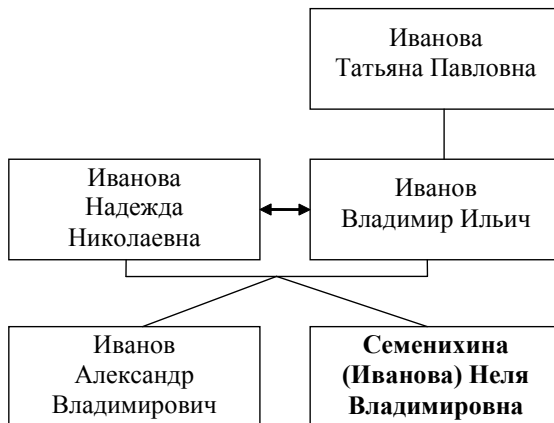 Иванова
Татьяна Павловна
Иванова
Надежда
Николаевна
Иванов
Владимир Ильич
Иванов
Александр
Владимирович
Семенихина
(Иванова) Неля
Владимировна